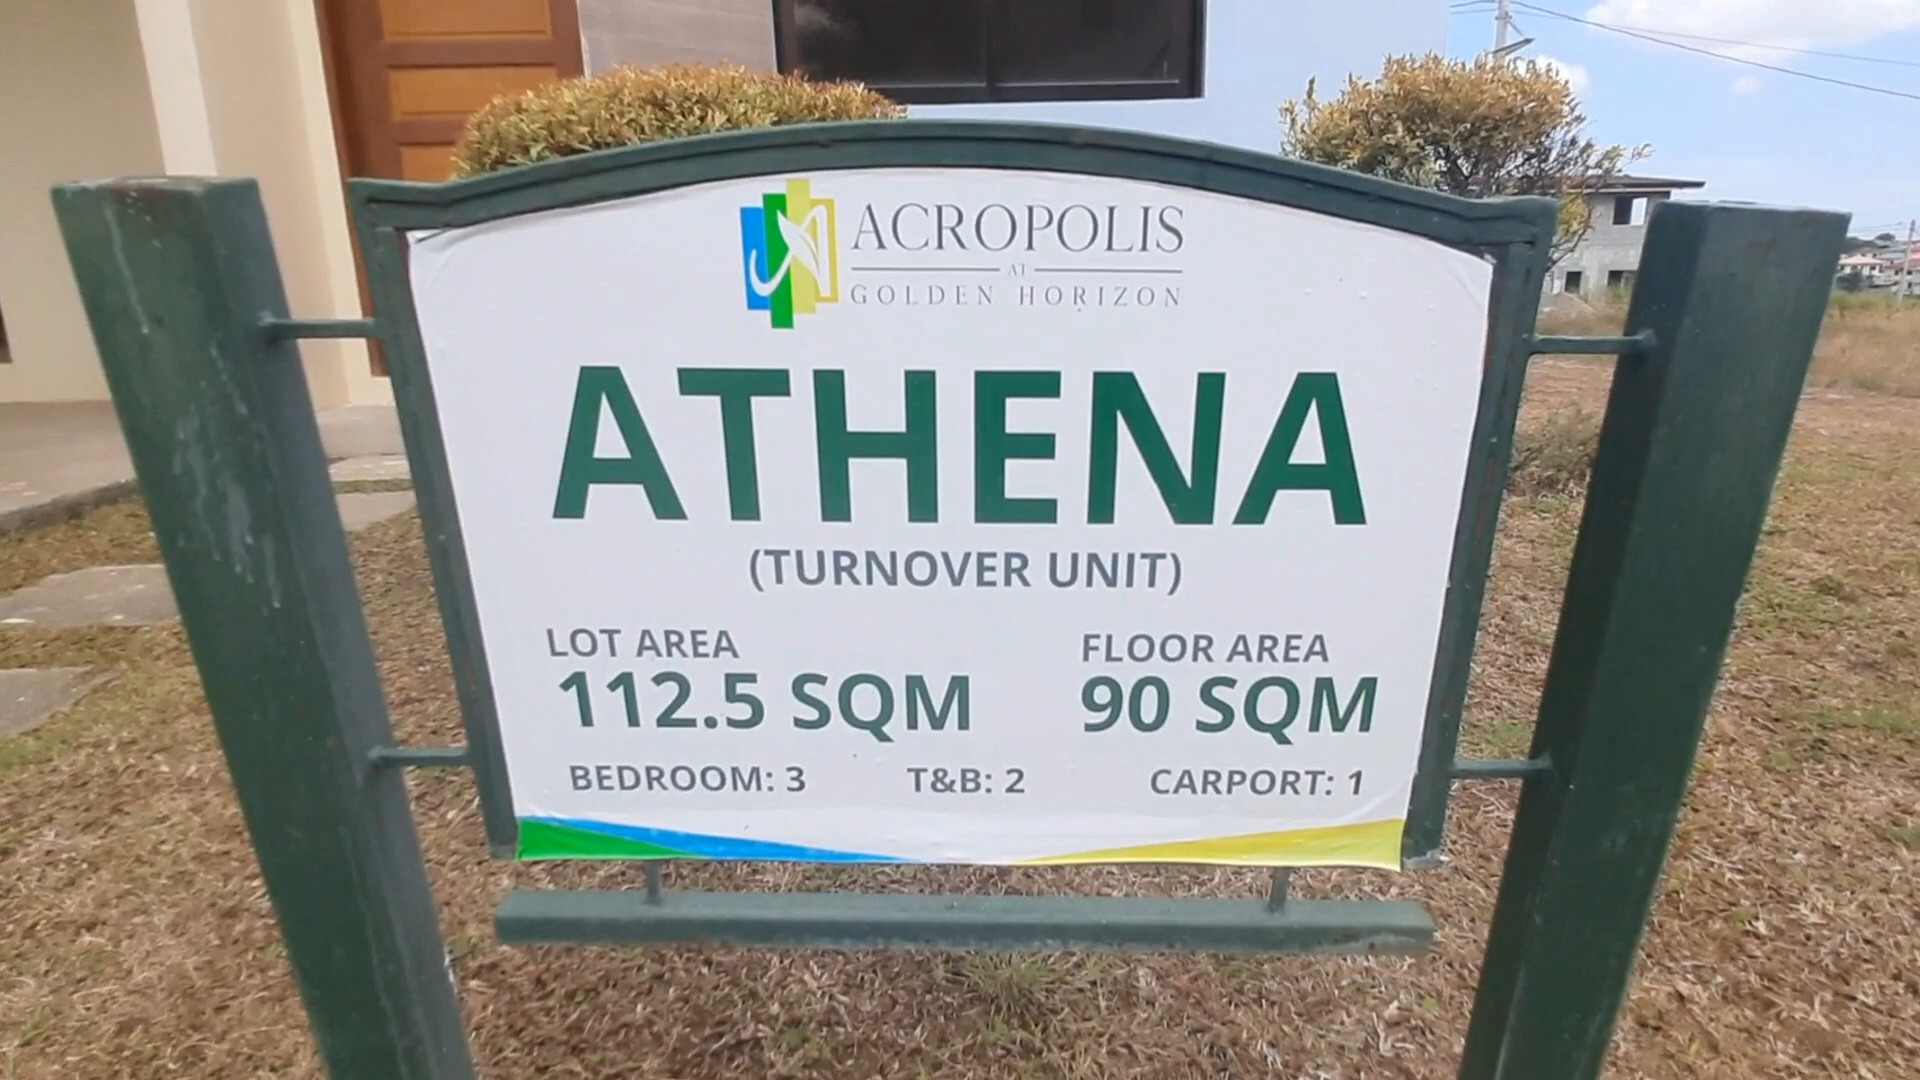 ACROPOLIS
AT
GOLDEN HORIZON
ATHENA
(TURNOVER UNIT)
LOT AREA
112.5 SQM
FLOOR AREA
90 SQM
BEDROOM: 3 T&B: 2 CARPORT: 1